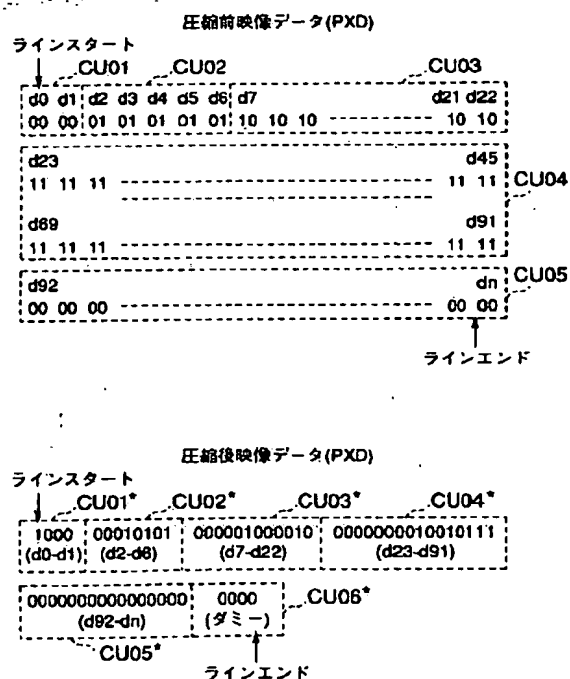 圧縮前映像データ(PXD)
ラインスタート
CU01 CU02 CU03
d0 d1 d2 d3 d4 d5 d6 d7 d21 d22
00 00 01 01 01 01 01 10 10 10 10 10
d23 d45
11 11 11 11 11 CU04
d69 d91
11 11 11 11 11
d92 dn CU05
00 00 00 00 00
ラインエンド
圧縮後映像データ(PXD)
ラインスタート
CU01* CU02* CU03* CU04*
1000 00010101 000001000010 0000000010010111
(d0-d1) (d2-d6) (d7-d22) (d23-d91)
0000000000000000 0000 CU06*
(d92-dn) (ダミー)
CU05*
ラインエンド